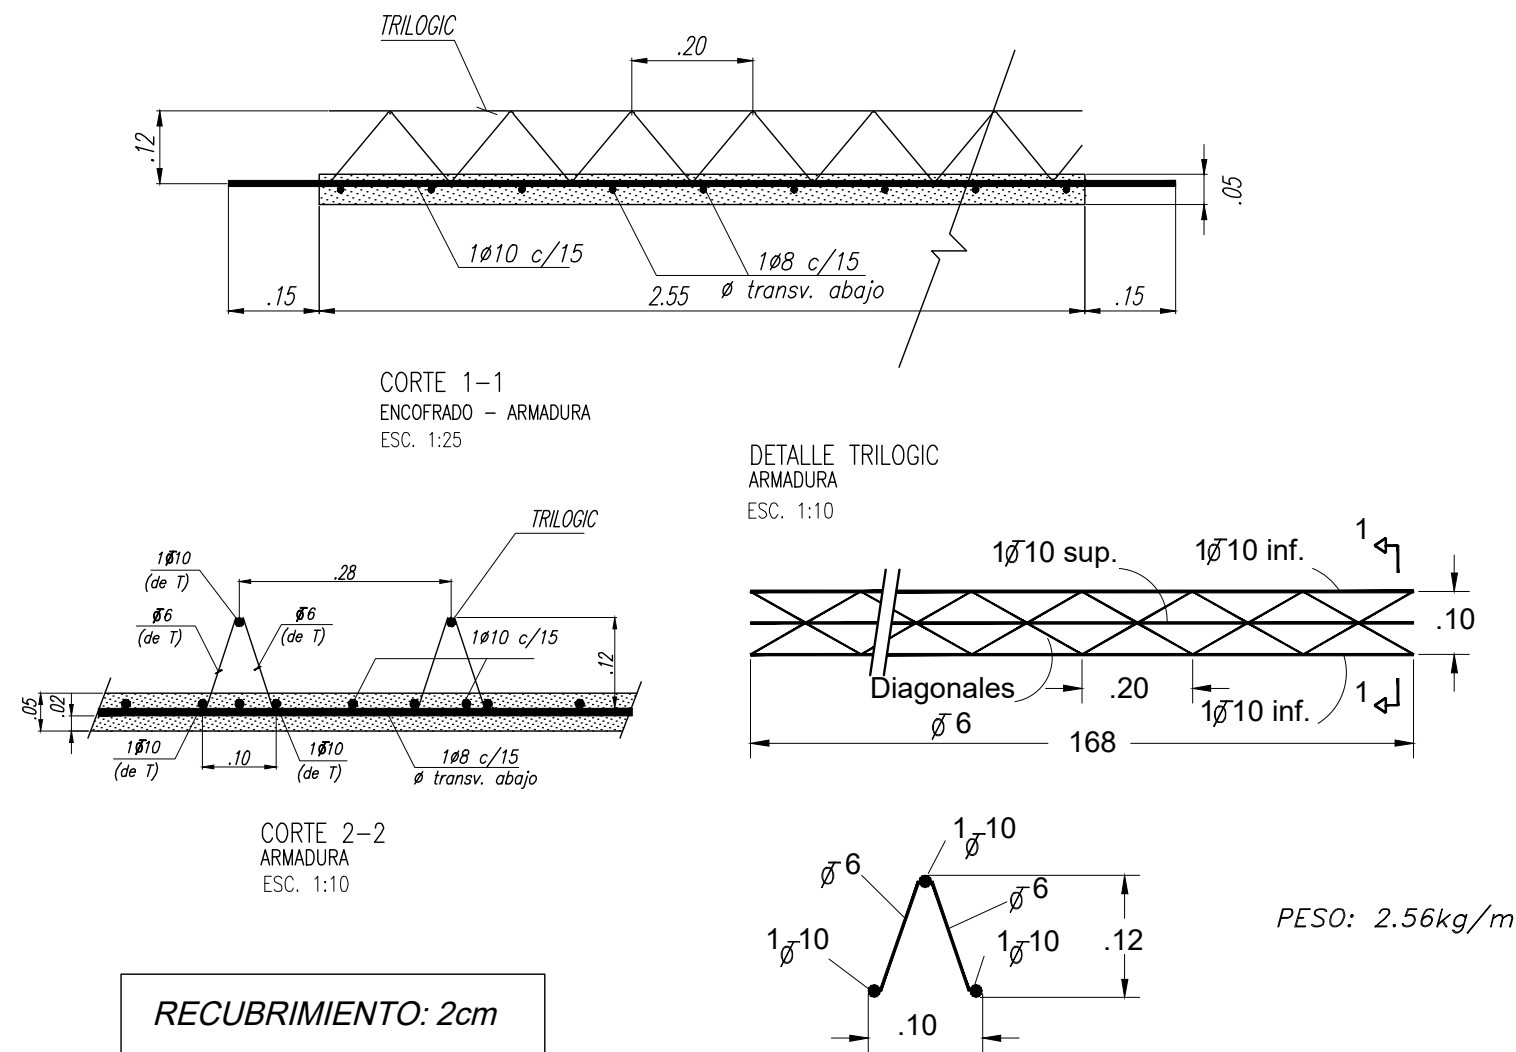 TRILOGIC
.20
.12
.05
1ø10 c/15
1ø8 c/15
ø transv. abajo
.15
2.55
.15
CORTE 1-1
ENCOFRADO - ARMADURA
ESC. 1:25
DETALLE TRILOGIC
ARMADURA
ESC. 1:10
1ø10 sup.
1ø10 inf.
1
.10
Diagonales
ø6
.20
1
1ø10 inf.
168
TRILOGIC
1ø10
(de T)
.28
ø6
(de T)
ø6
(de T)
1ø10 c/15
.12
.05
.02
1ø10
(de T)
.10
1ø10
(de T)
1ø8 c/15
ø transv. abajo
CORTE 2-2
ARMADURA
ESC. 1:10
1ø10
ø6
ø6
1ø10
1ø10
.12
.10
PESO: 2.56kg/m
RECUBRIMIENTO: 2cm